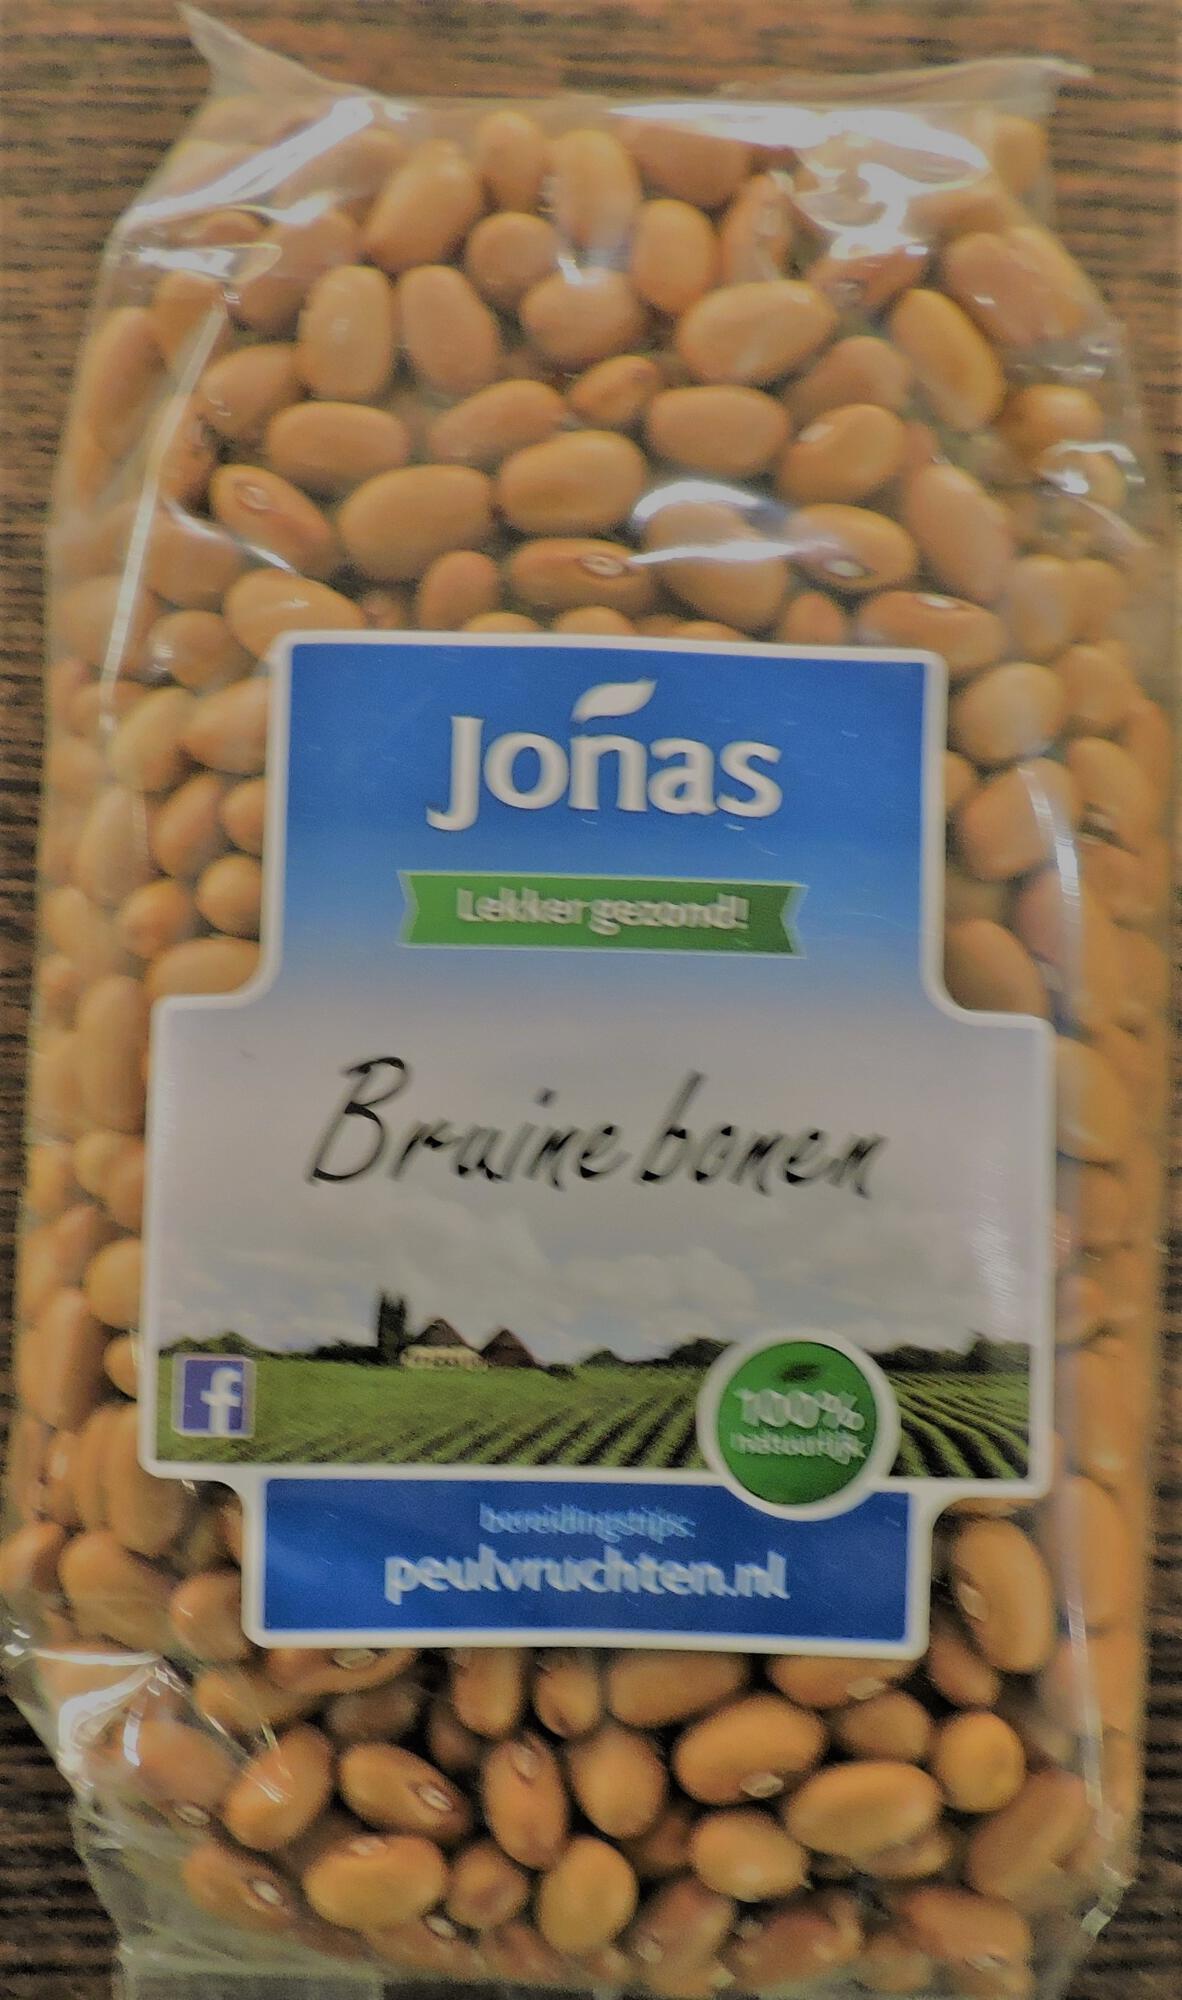 Jonas
Lekker gezond!
Bruine bonen
f
100%
natuurlijk
bereidingstips:
peulvruchten.nl